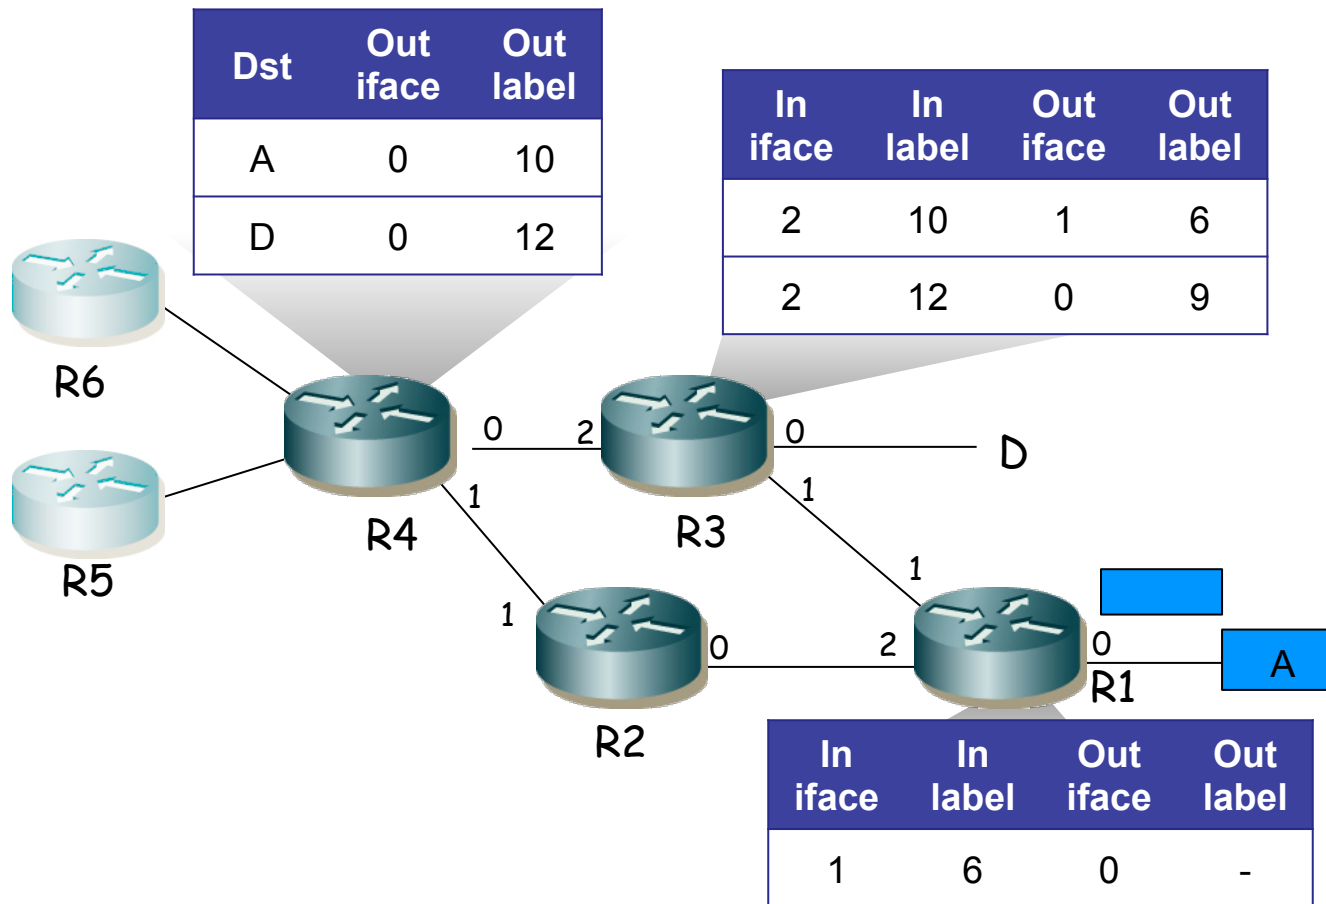 Dst Out iface Out label
A 0 10
D 0 12
In iface In label Out iface Out label
2 10 1 6
2 12 0 9
R6
R5
R4
0
2
1
R3
0
D
1
1
1
R2
0
2
0
R1
A
In iface In label Out iface Out label
1 6 0 -